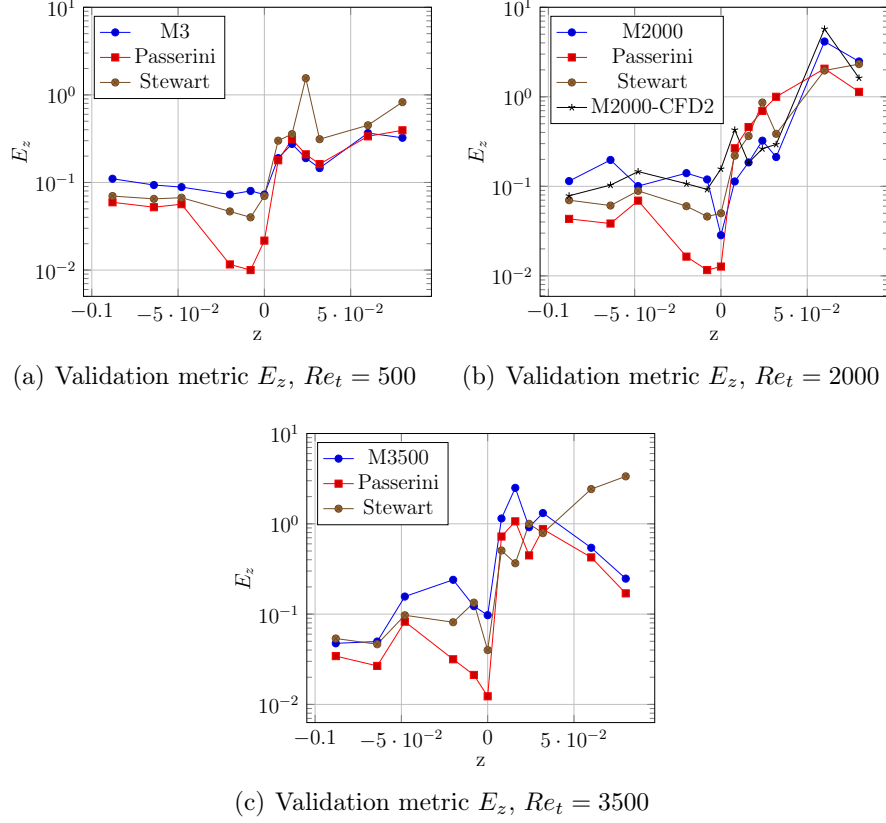 10^1
10^0
10^{-1}
10^{-2}
E_z
M3
Passerini
Stewart
−0.1
−5 · 10^{-2}
0
5 · 10^{-2}
z
(a) Validation metric E_z, Re_t = 500
10^1
10^0
10^{-1}
10^{-2}
E_z
M2000
Passerini
Stewart
M2000-CFD2
−0.1
−5 · 10^{-2}
0
5 · 10^{-2}
z
(b) Validation metric E_z, Re_t = 2000
10^1
10^0
10^{-1}
10^{-2}
E_z
M3500
Passerini
Stewart
−0.1
−5 · 10^{-2}
0
5 · 10^{-2}
z
(c) Validation metric E_z, Re_t = 3500